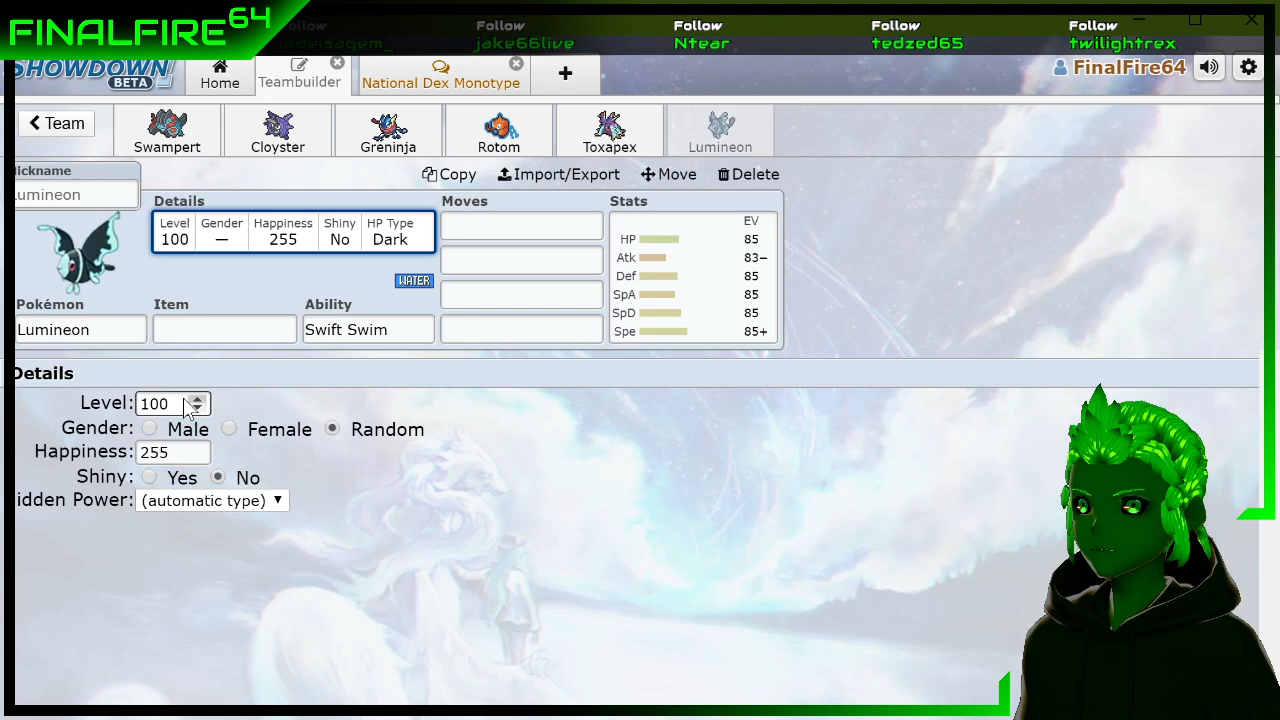 FINALFIRE64
Follow Follow Follow Follow Follow
jadeisagem_ jake66live Ntear tedzed65 twilightrex
SHOWDOWN
BETA
Home
Teambuilder
National Dex Monotype
+
FinalFire64
Team
Swampert
Cloyster
Greninja
Rotom
Toxapex
Lumineon
Copy Import/Export Move Delete
ickname
Lumineon
Details
Level Gender Happiness Shiny HP Type
100 — 255 No Dark
WATER
Pokémon Item Ability
Lumineon Swift Swim
Moves
Stats
EV
HP 85
Atk 83−
Def 85
SpA 85
SpD 85
Spe 85+
Details
Level: 100
Gender: Male Female Random
Happiness: 255
Shiny: Yes No
idden Power: (automatic type)